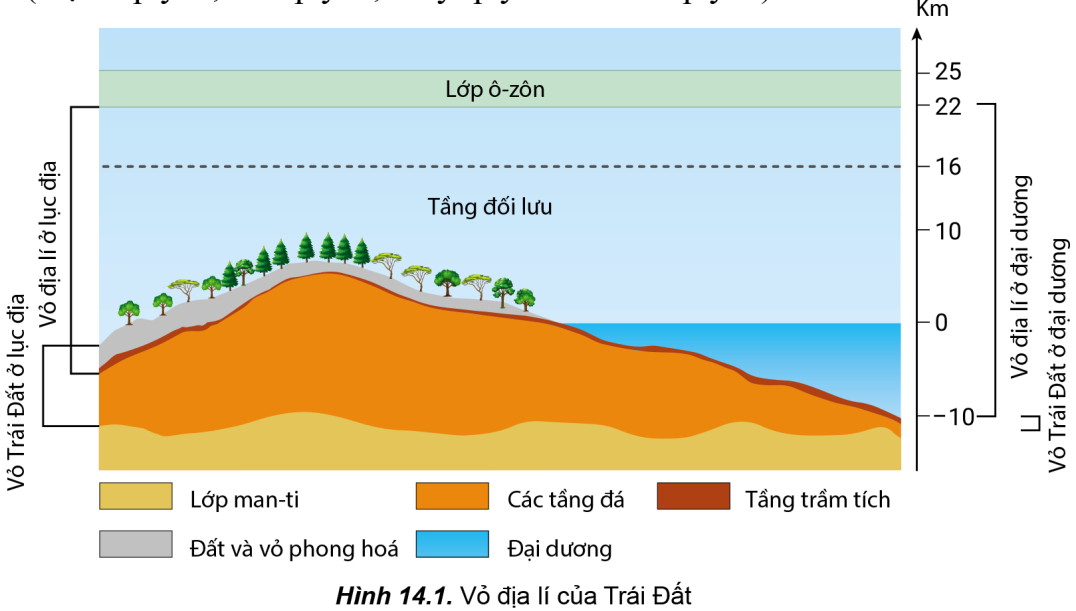 Km
25
Lớp ô-zôn
22
16
Tầng đối lưu
10
0
−10
Vỏ địa lí ở lục địa
Vỏ Trái Đất ở lục địa
Vỏ địa lí ở đại dương
Vỏ Trái Đất ở đại dương
Lớp man-ti
Các tầng đá
Tầng trầm tích
Đất và vỏ phong hoá
Đại dương
Hình 14.1. Vỏ địa lí của Trái Đất